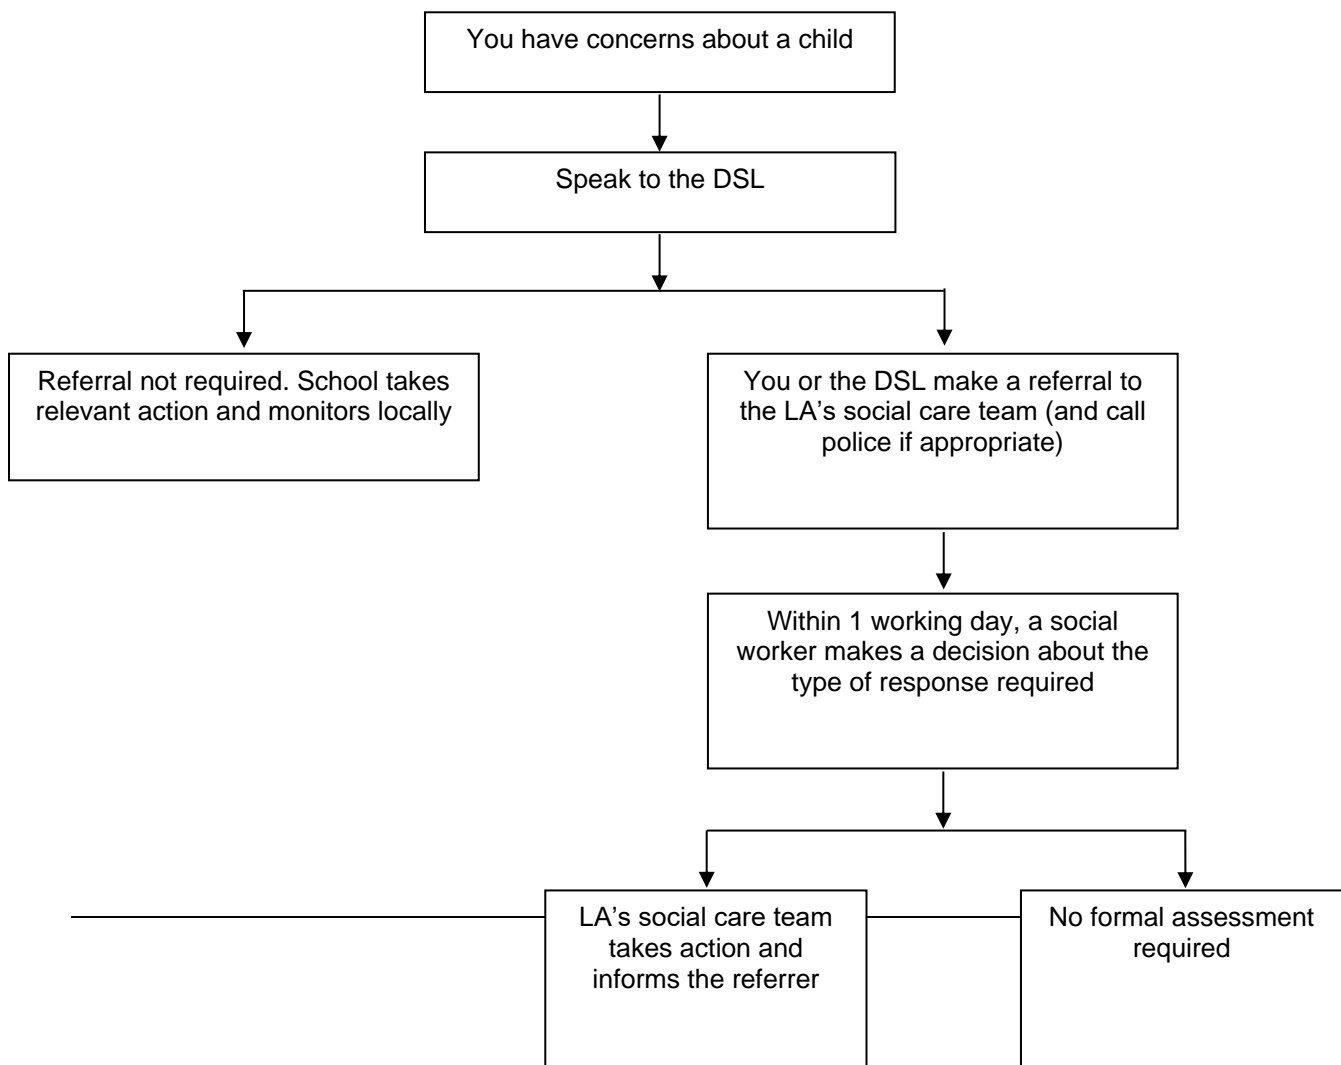 You have concerns about a child
Speak to the DSL
Referral not required. School takes
relevant action and monitors locally
You or the DSL make a referral to
the LA’s social care team (and call
police if appropriate)
Within 1 working day, a social
worker makes a decision about the
type of response required
LA’s social care team
takes action and
informs the referrer
No formal assessment
required